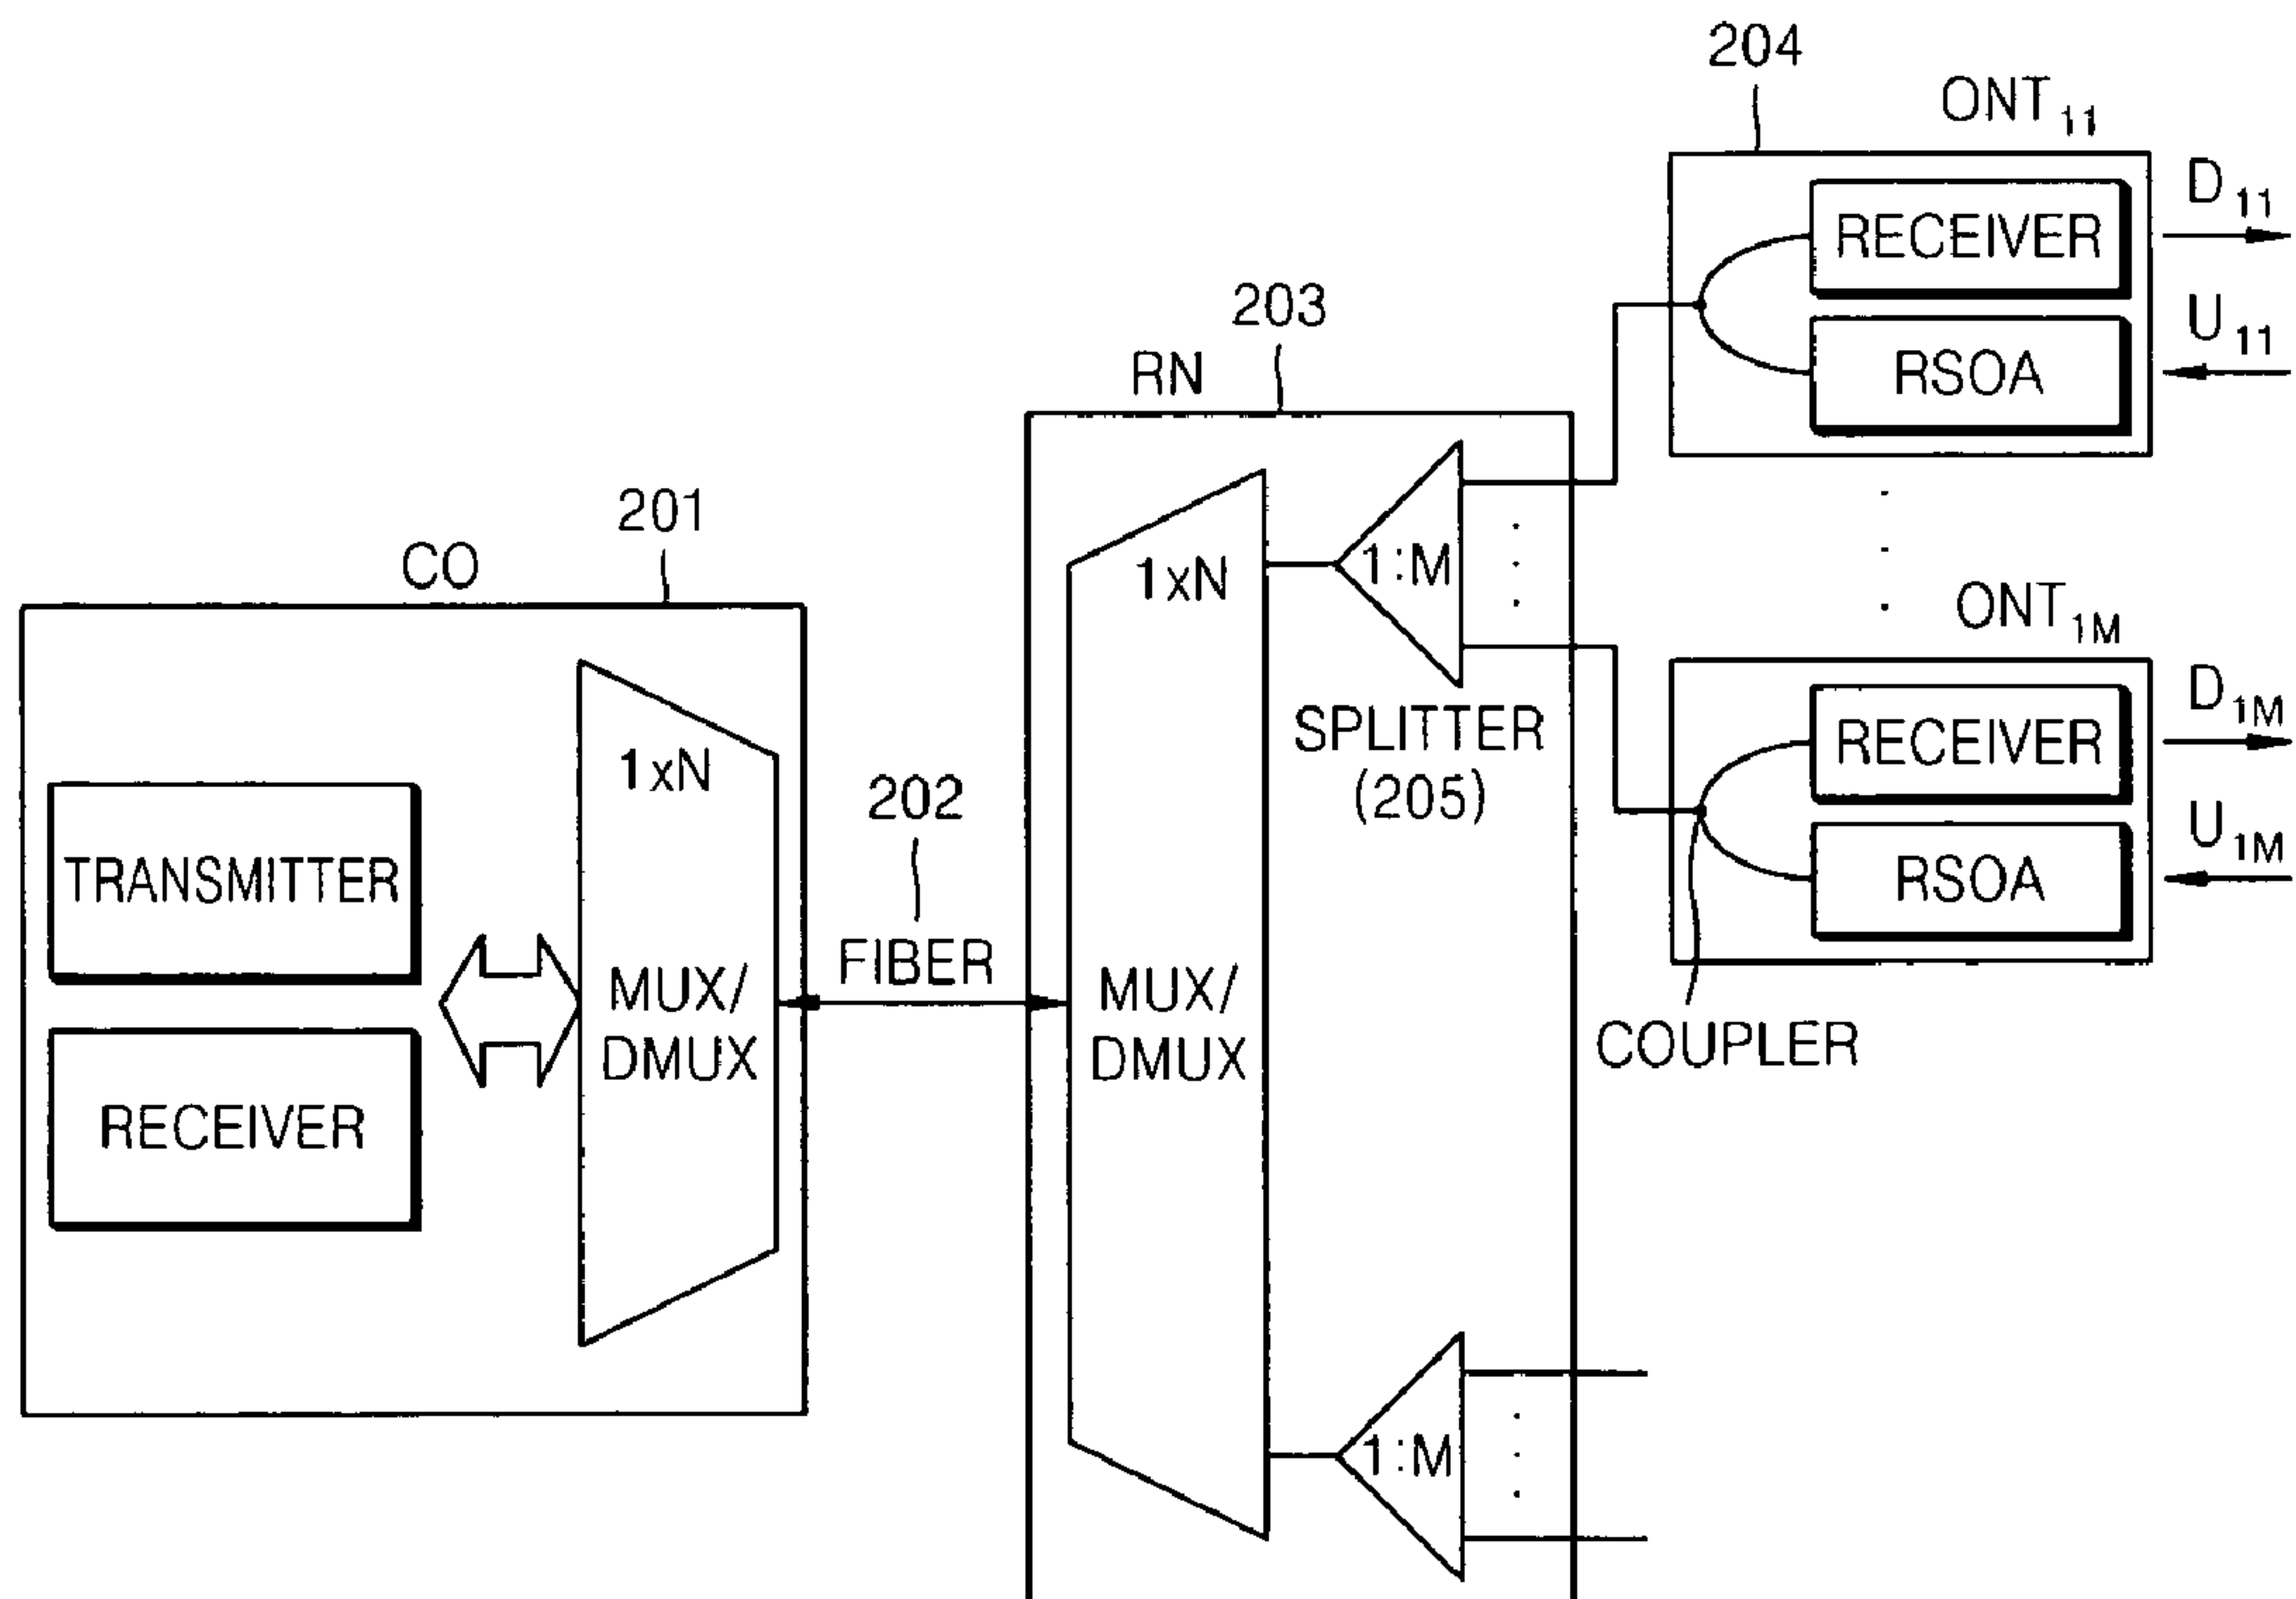 204
ONT11
D11
RECEIVER
U11
RSOA
203
RN
201
CO
1xN
1:M
ONT1M
SPLITTER
(205)
D1M
RECEIVER
U1M
RSOA
COUPLER
1xN
202
FIBER
TRANSMITTER
MUX/
DMUX
MUX/
DMUX
RECEIVER
1:M